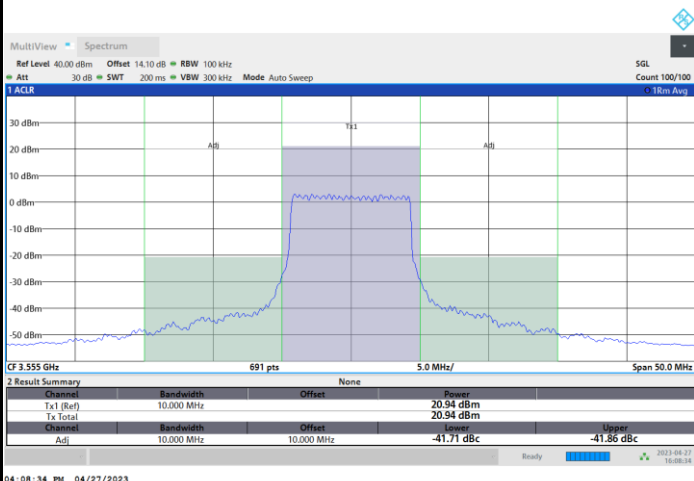 MultiView Spectrum
Ref Level 40.00 dBm Offset 14.10 dB RBW 100 kHz SGL
Att 30 dB SWT 200 ms VBW 300 kHz Mode Auto Sweep Count 100/100
1 ACLR 1Rm Avg
30 dBm
Tx1
20 dBm
Adj Adj
10 dBm
0 dBm
-10 dBm
-20 dBm
-30 dBm
-40 dBm
-50 dBm
CF 3.555 GHz 691 pts 5.0 MHz/ Span 50.0 MHz
2 Result Summary None
Channel Bandwidth Offset Power
Tx1 (Ref) 10.000 MHz 20.94 dBm
Tx Total 20.94 dBm
Channel Bandwidth Offset Lower Upper
Adj 10.000 MHz 10.000 MHz -41.71 dBc -41.86 dBc
Ready 2023-04-27
16:08:34
04:08:34 PM 04/27/2023